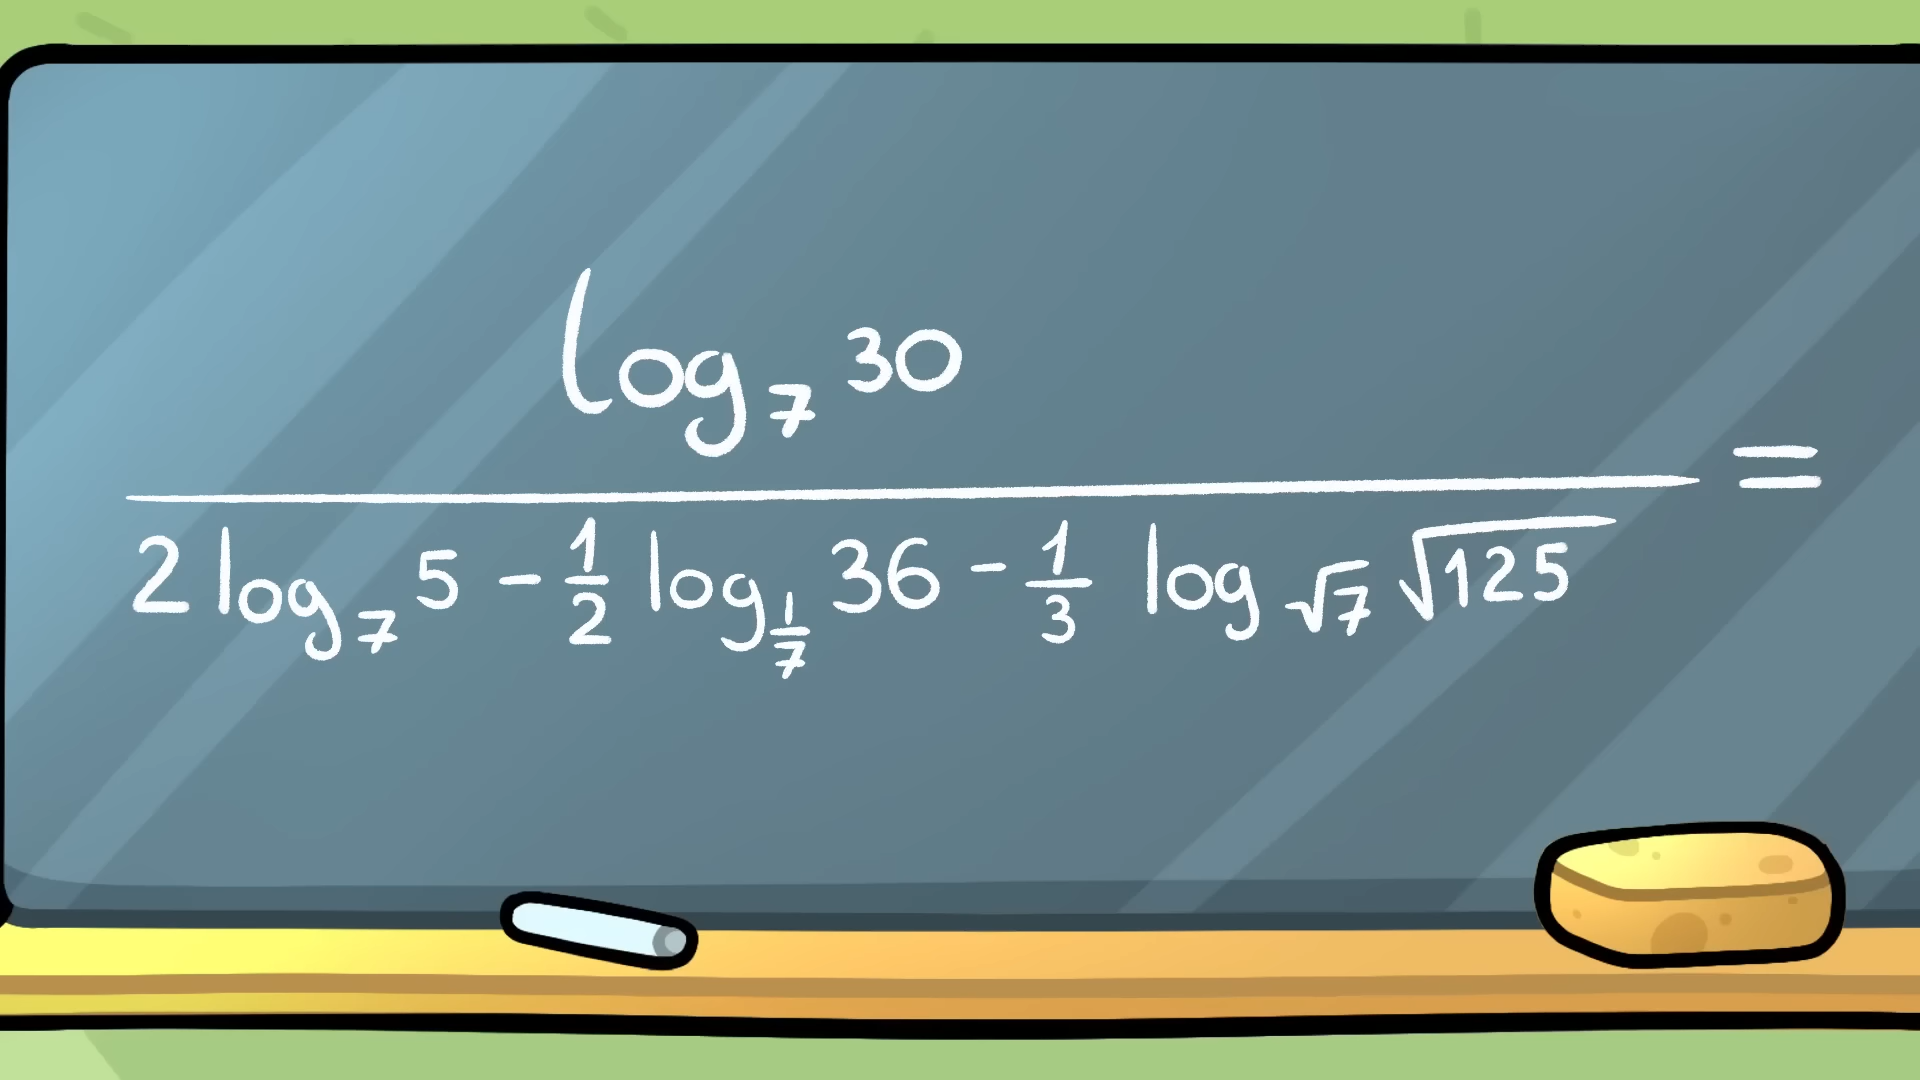 log₇ 30 =
2 log₇ 5 - 1/2 log_(1/7) 36 - 1/3 log_(√7) √125